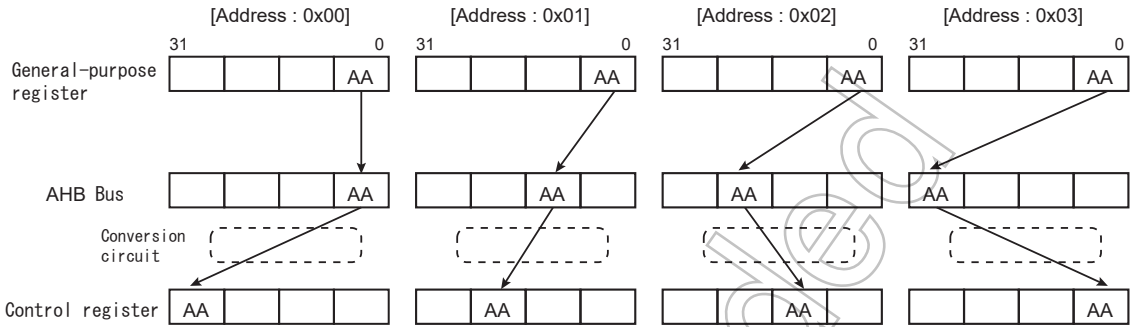 [Address : 0x00] [Address : 0x01] [Address : 0x02] [Address : 0x03]
31 0 31 0 31 0 31 0
General-purpose
register
AA AA AA AA
AHB Bus AA AA AA AA
Conversion
circuit
Control register AA AA AA AA